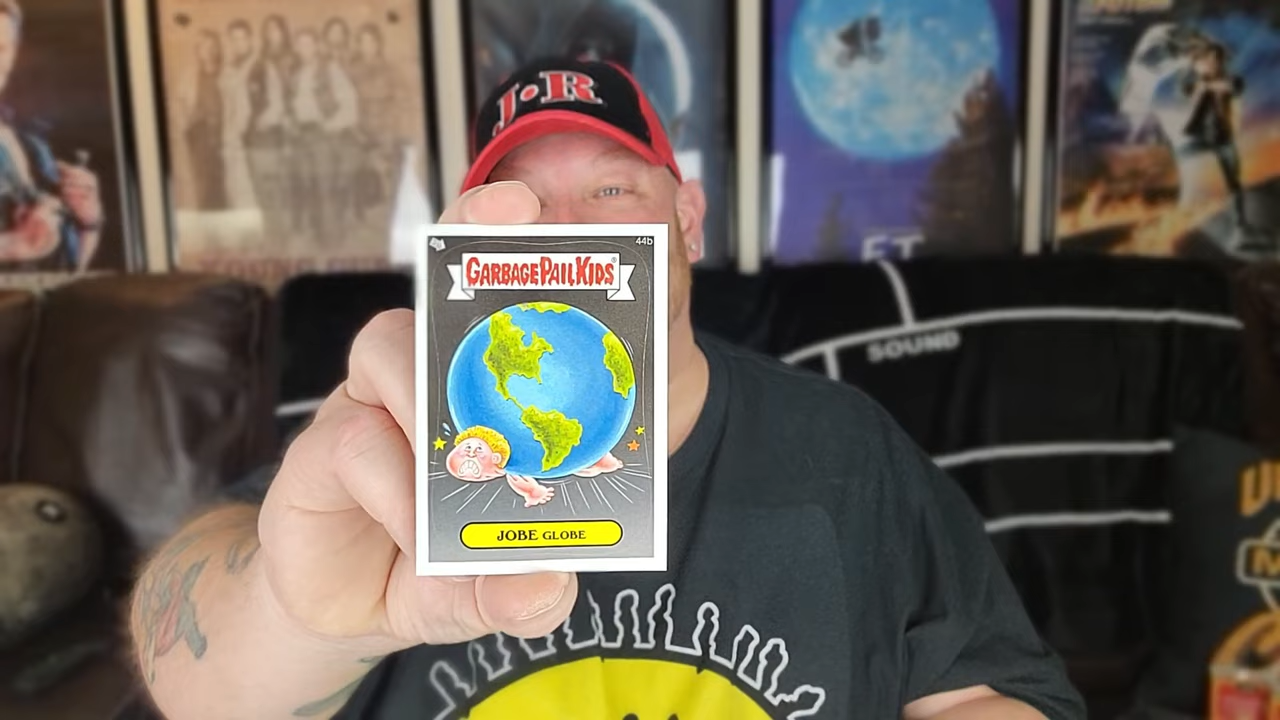 J•R
44b
GARBAGE PAIL KIDS®
JOBE GLOBE
E.T.
SOUND